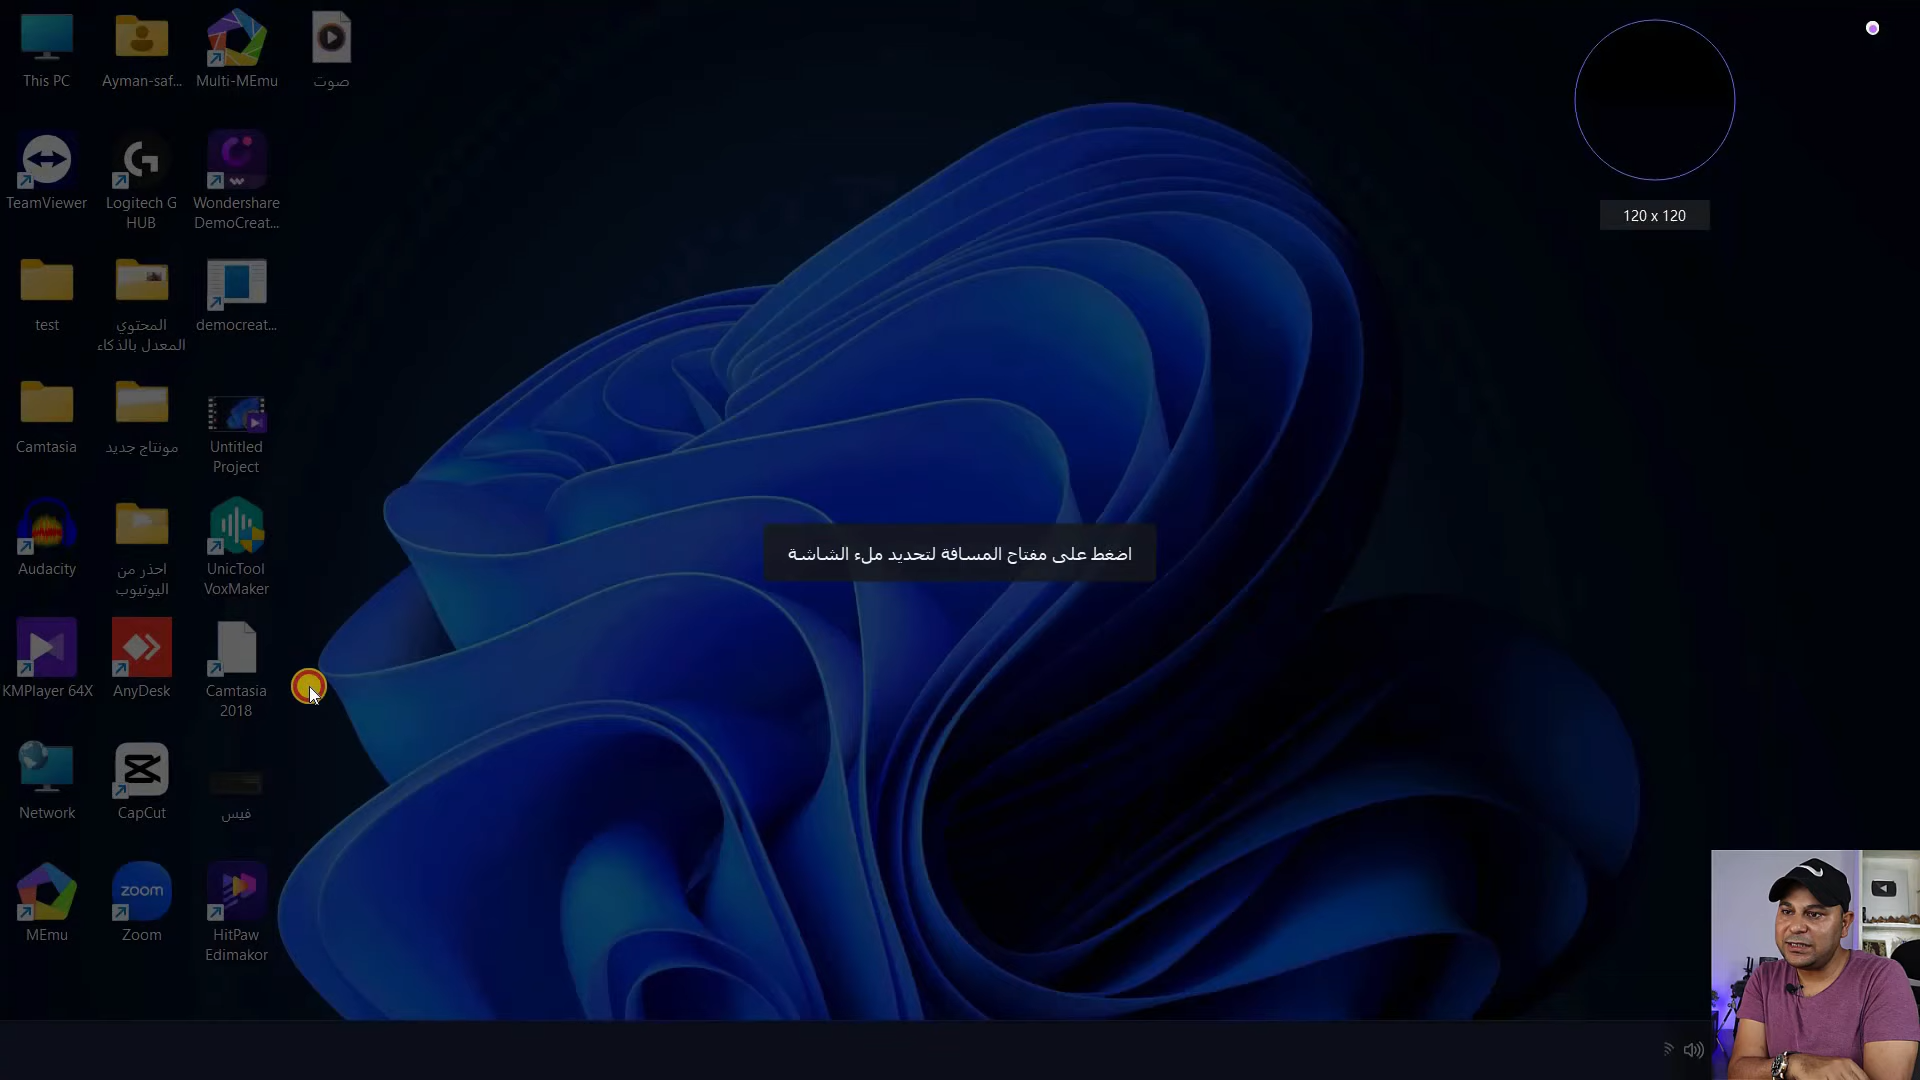 This PC
Ayman-saf...
Multi-MEmu
صوت
TeamViewer
Logitech G
HUB
Wondershare
DemoCreat...
test
المحتوي
المعدل بالذكاء
democreat...
Camtasia
مونتاج جديد
Untitled
Project
Audacity
احذر من
اليوتيوب
UnicTool
VoxMaker
KMPlayer 64X
AnyDesk
Camtasia
2018
Network
CapCut
فيس
MEmu
zoom
Zoom
HitPaw
Edimakor
120 x 120
اضغط على مفتاح المسافة لتحديد ملء الشاشة